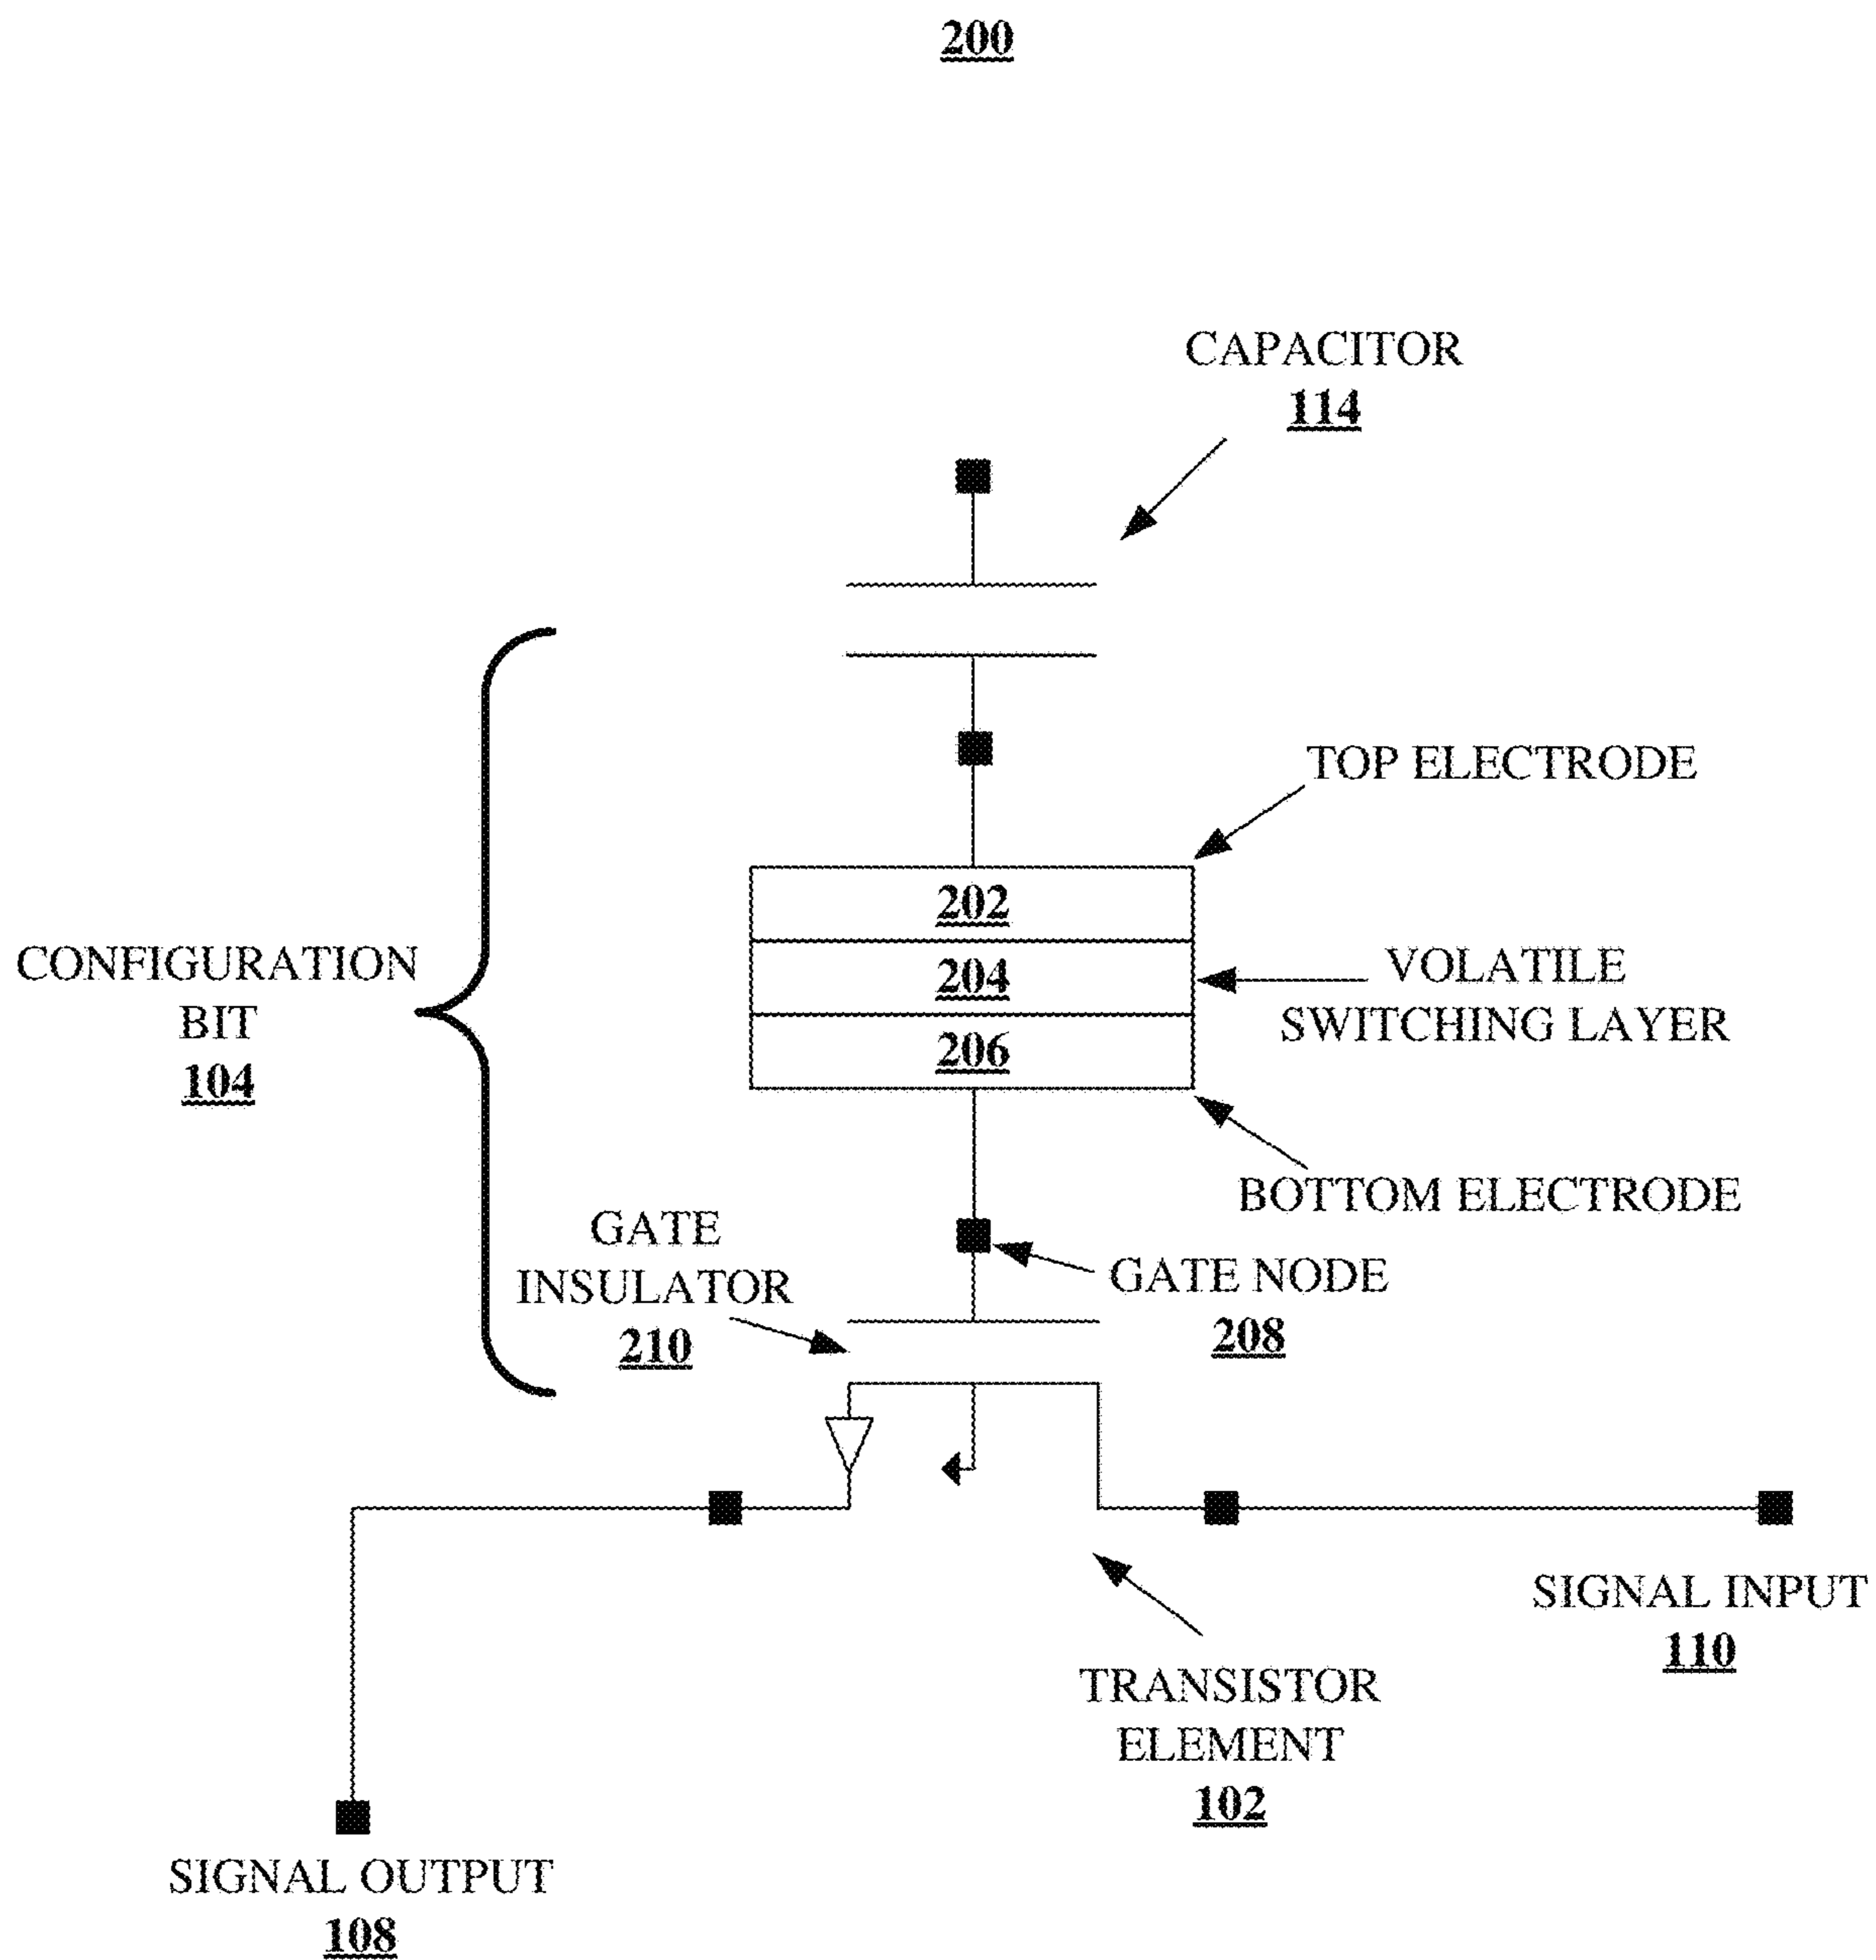 200
CAPACITOR
114
TOP ELECTRODE
202
204
206
VOLATILE
SWITCHING LAYER
CONFIGURATION
BIT
104
BOTTOM ELECTRODE
GATE
INSULATOR
210
GATE NODE
208
SIGNAL INPUT
110
TRANSISTOR
ELEMENT
102
SIGNAL OUTPUT
108